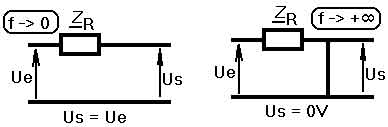 f -> 0
Z_R
Ue
Us
Us = Ue
Z_R
f -> +∞
Ue
Us
Us = 0V